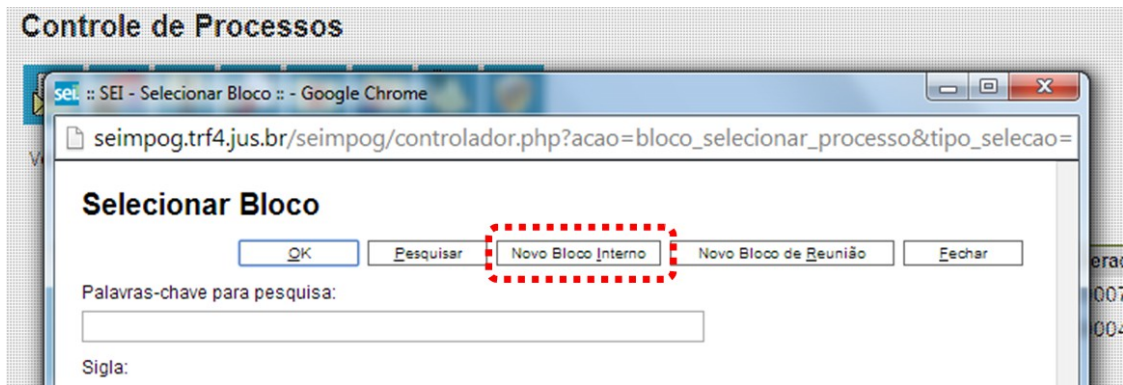 Controle de Processos
sei. :: SEI - Selecionar Bloco :: - Google Chrome
seimpog.trf4.jus.br/seimpog/controlador.php?acao=bloco_selecionar_processo&tipo_selecao=
Selecionar Bloco
OK Pesquisar Novo Bloco Interno Novo Bloco de Reunião Fechar
Palavras-chave para pesquisa:
Sigla: